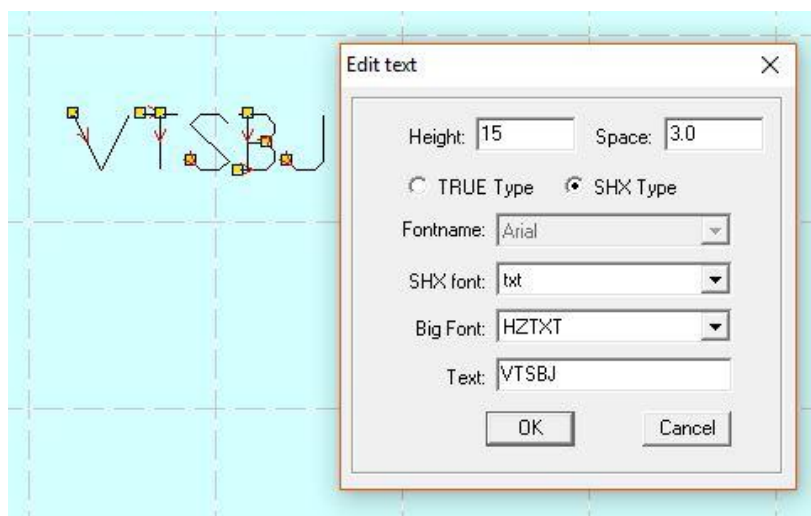 VTSBJ
Edit text
Height: 15 Space: 3.0
TRUE Type SHX Type
Fontname: Arial
SHX font: txt
Big Font: HZTXT
Text: VTSBJ
OK Cancel